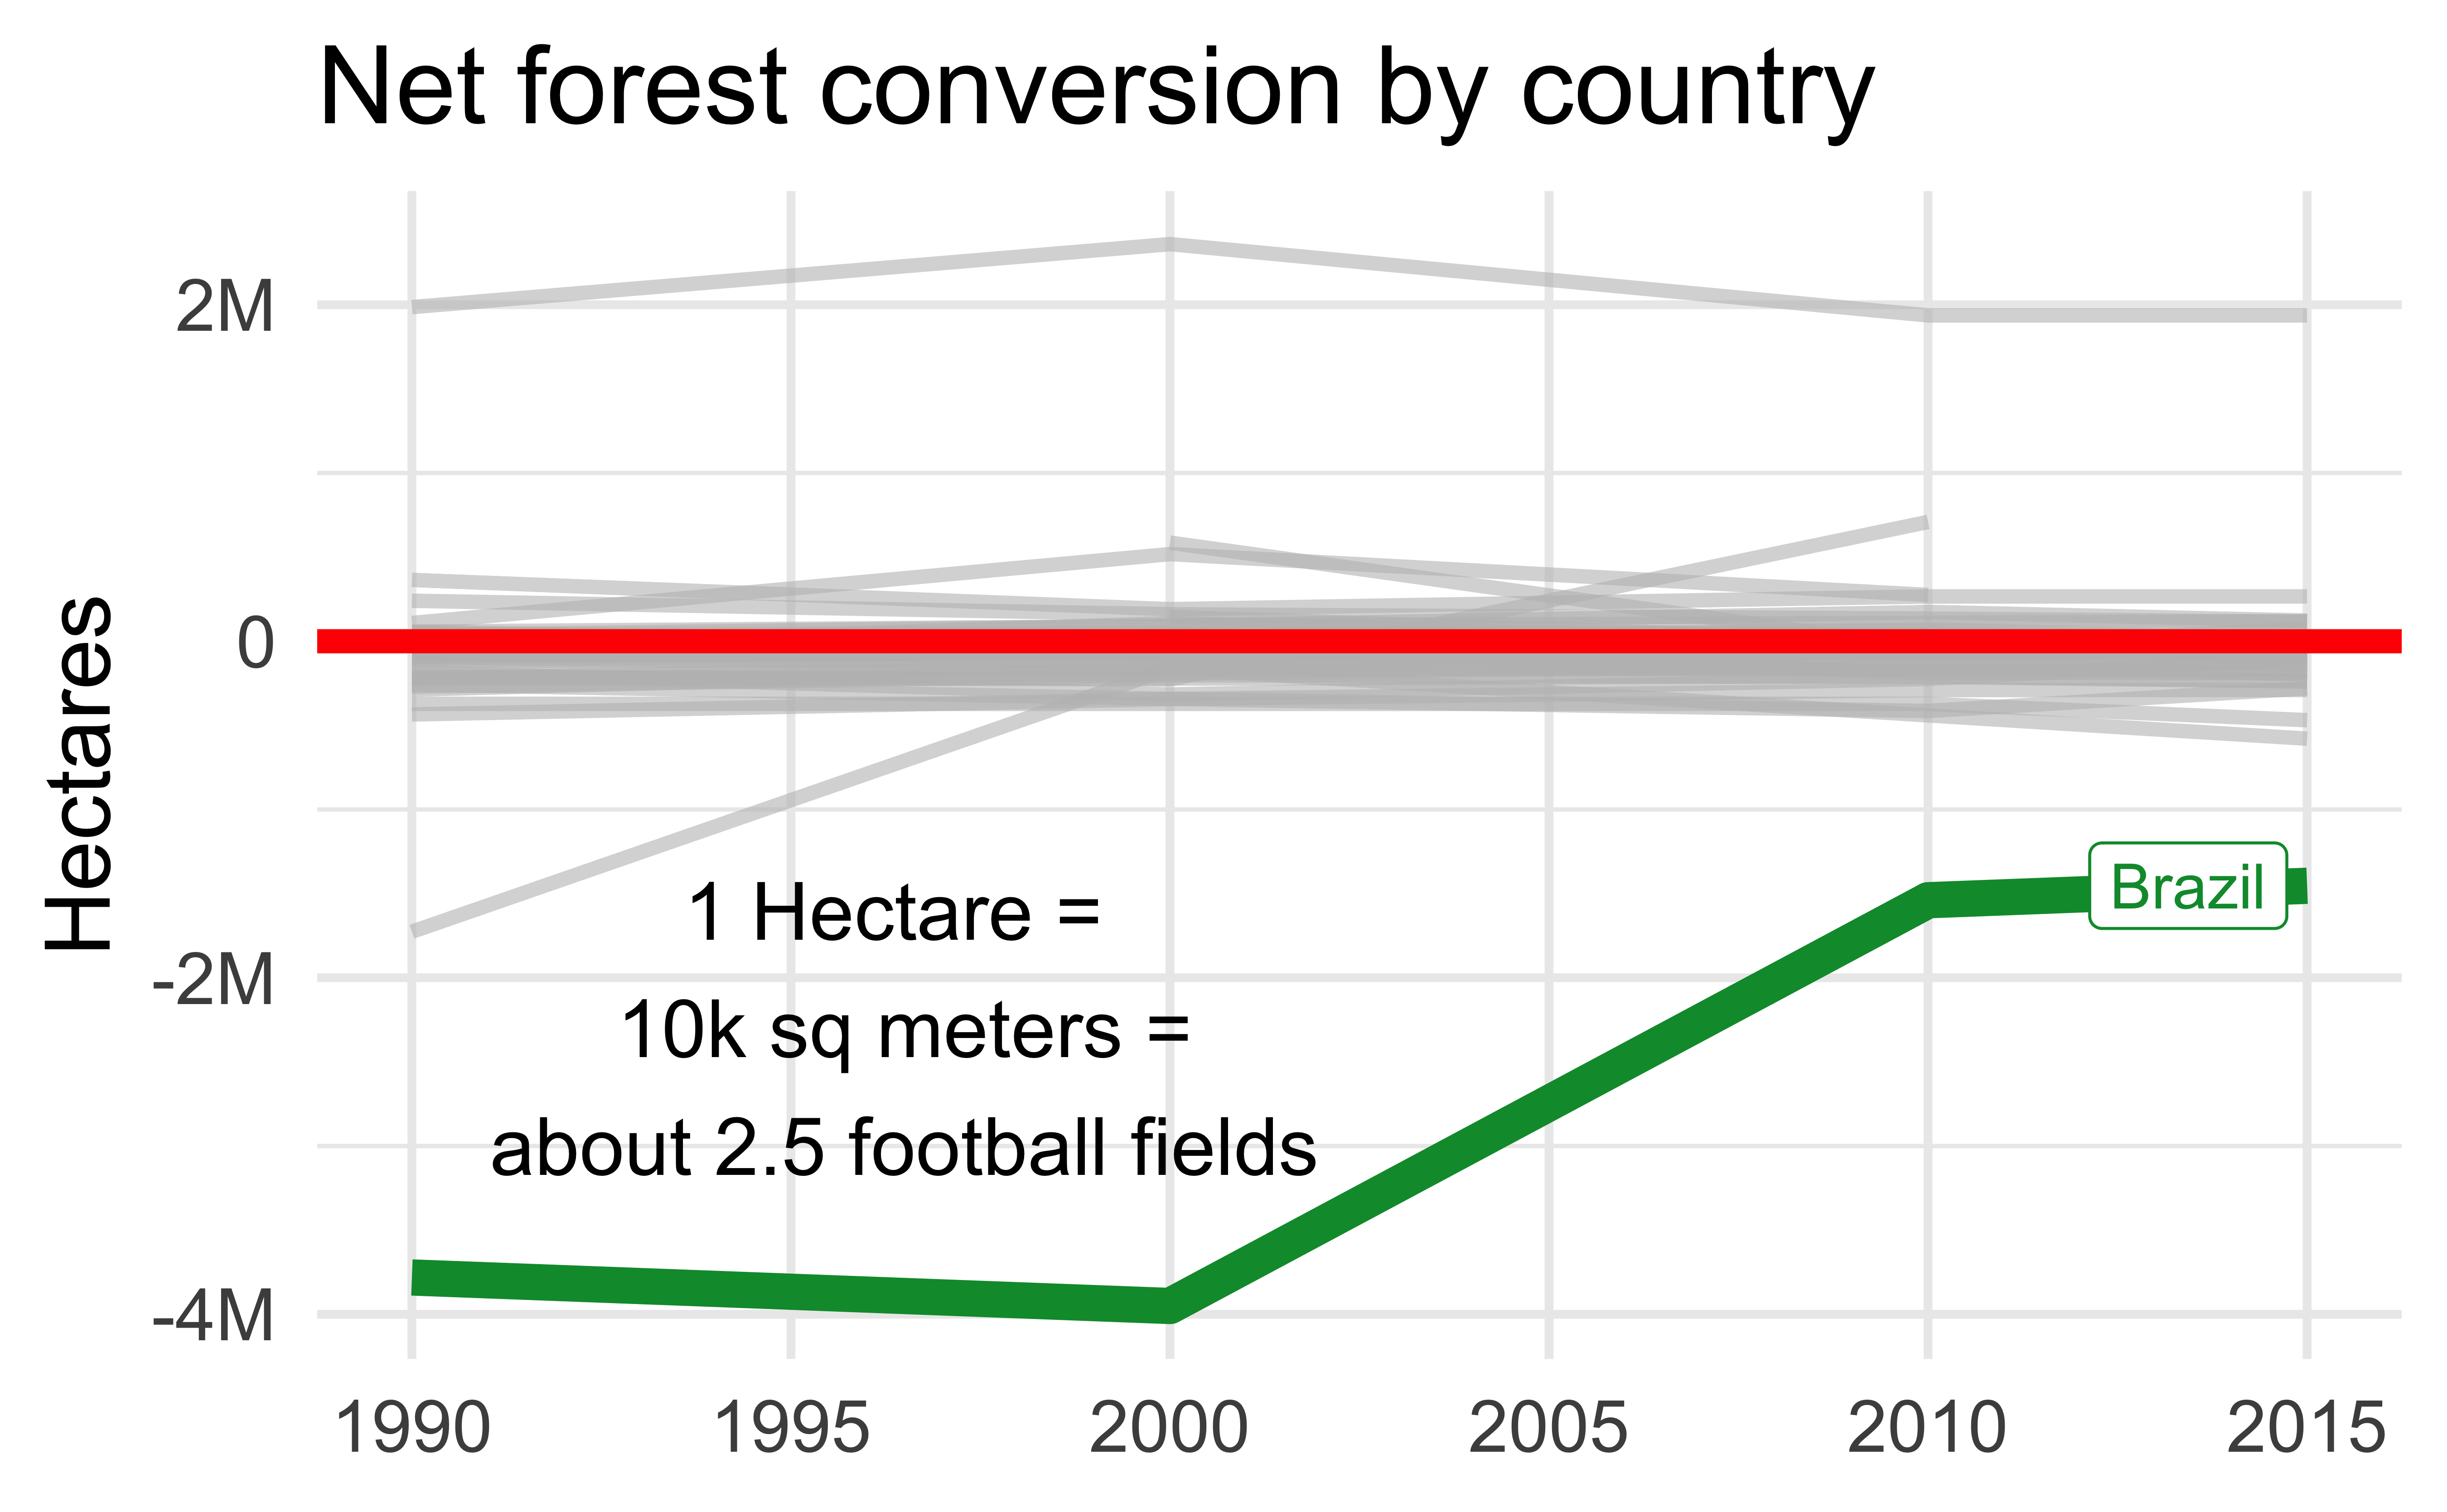 Net forest conversion by country
Hectares
2M
0
-2M
-4M
1 Hectare =
10k sq meters =
about 2.5 football fields
Brazil
1990 1995 2000 2005 2010 2015